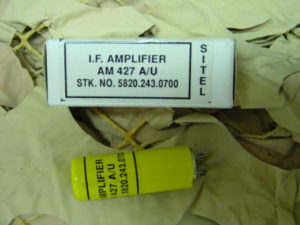 I.F. AMPLIFIER
AM 427 A/U
STK. NO. 5820.243.0700
SITEL
AMPLIFIER
427 A/U
5820.243.0